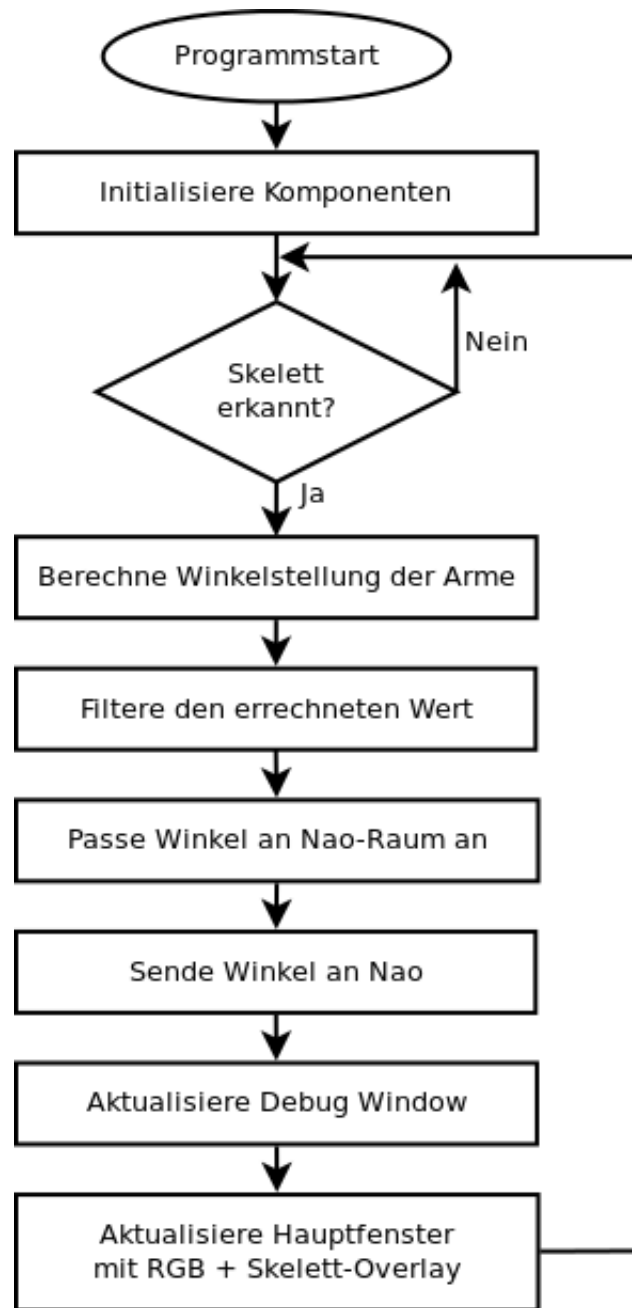 Programmstart
Initialisiere Komponenten
Skelett
erkannt?
Nein
Ja
Berechne Winkelstellung der Arme
Filtere den errechneten Wert
Passe Winkel an Nao-Raum an
Sende Winkel an Nao
Aktualisiere Debug Window
Aktualisiere Hauptfenster
mit RGB + Skelett-Overlay